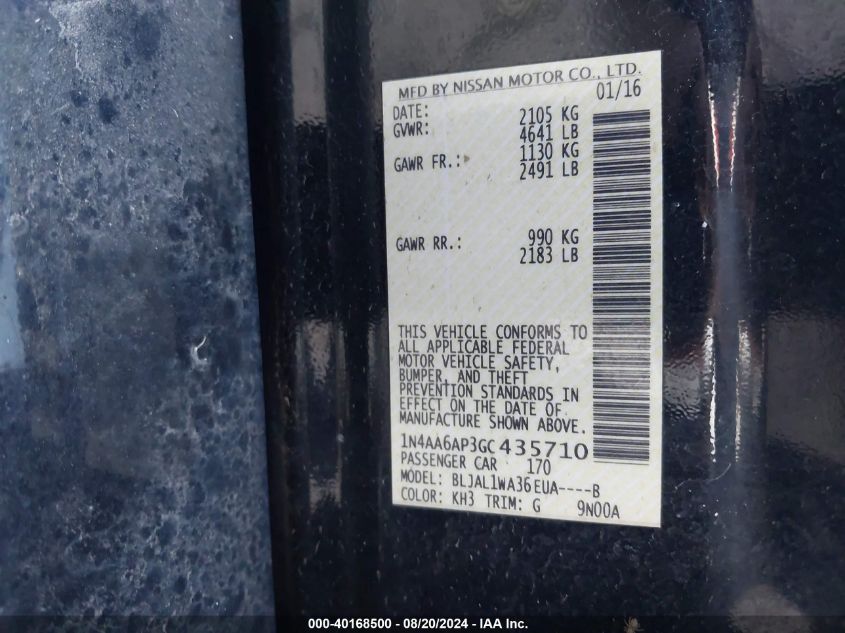 MFD BY NISSAN MOTOR CO., LTD.
DATE: 01/16
GVWR: 2105 KG
4641 LB
GAWR FR.: 1130 KG
2491 LB
GAWR RR.: 990 KG
2183 LB
THIS VEHICLE CONFORMS TO
ALL APPLICABLE FEDERAL
MOTOR VEHICLE SAFETY,
BUMPER, AND THEFT
PREVENTION STANDARDS IN
EFFECT ON THE DATE OF
MANUFACTURE SHOWN ABOVE.
1N4AA6AP3GC435710
PASSENGER CAR 170
MODEL: BLJAL1WA36EUA----B
COLOR: KH3 TRIM: G 9N00A
000-40168500 - 08/20/2024 - IAA Inc.